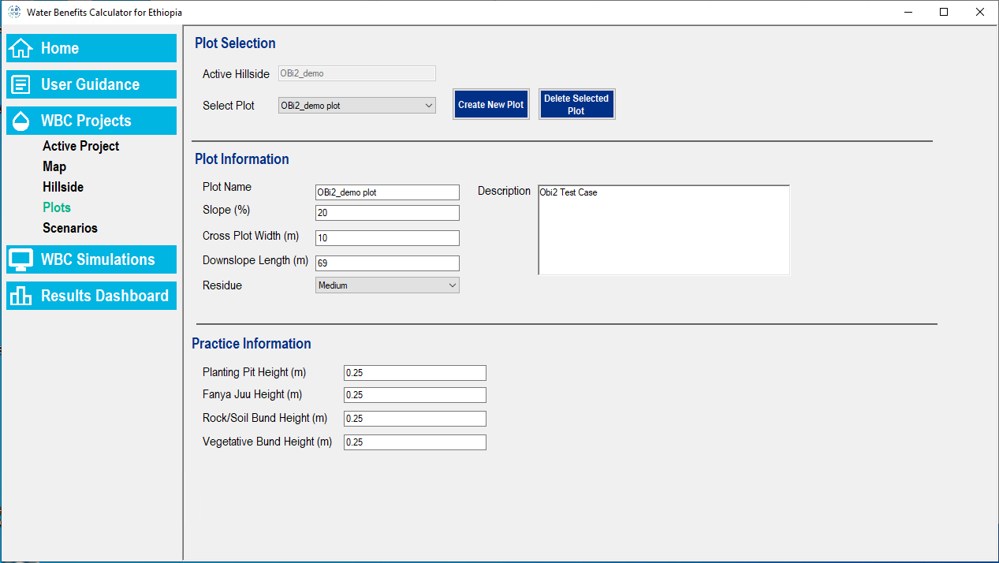 Water Benefits Calculator for Ethiopia
Home
User Guidance
WBC Projects
Active Project
Map
Hillside
Plots
Scenarios
WBC Simulations
Results Dashboard
Plot Selection
Active Hillside OBi2_demo
Select Plot OBi2_demo plot
Create New Plot
Delete Selected
Plot
Plot Information
Plot Name OBi2_demo plot
Slope (%) 20
Cross Plot Width (m) 10
Downslope Length (m) 69
Residue Medium
Description Obi2 Test Case
Practice Information
Planting Pit Height (m) 0.25
Fanya Juu Height (m) 0.25
Rock/Soil Bund Height (m) 0.25
Vegetative Bund Height (m) 0.25